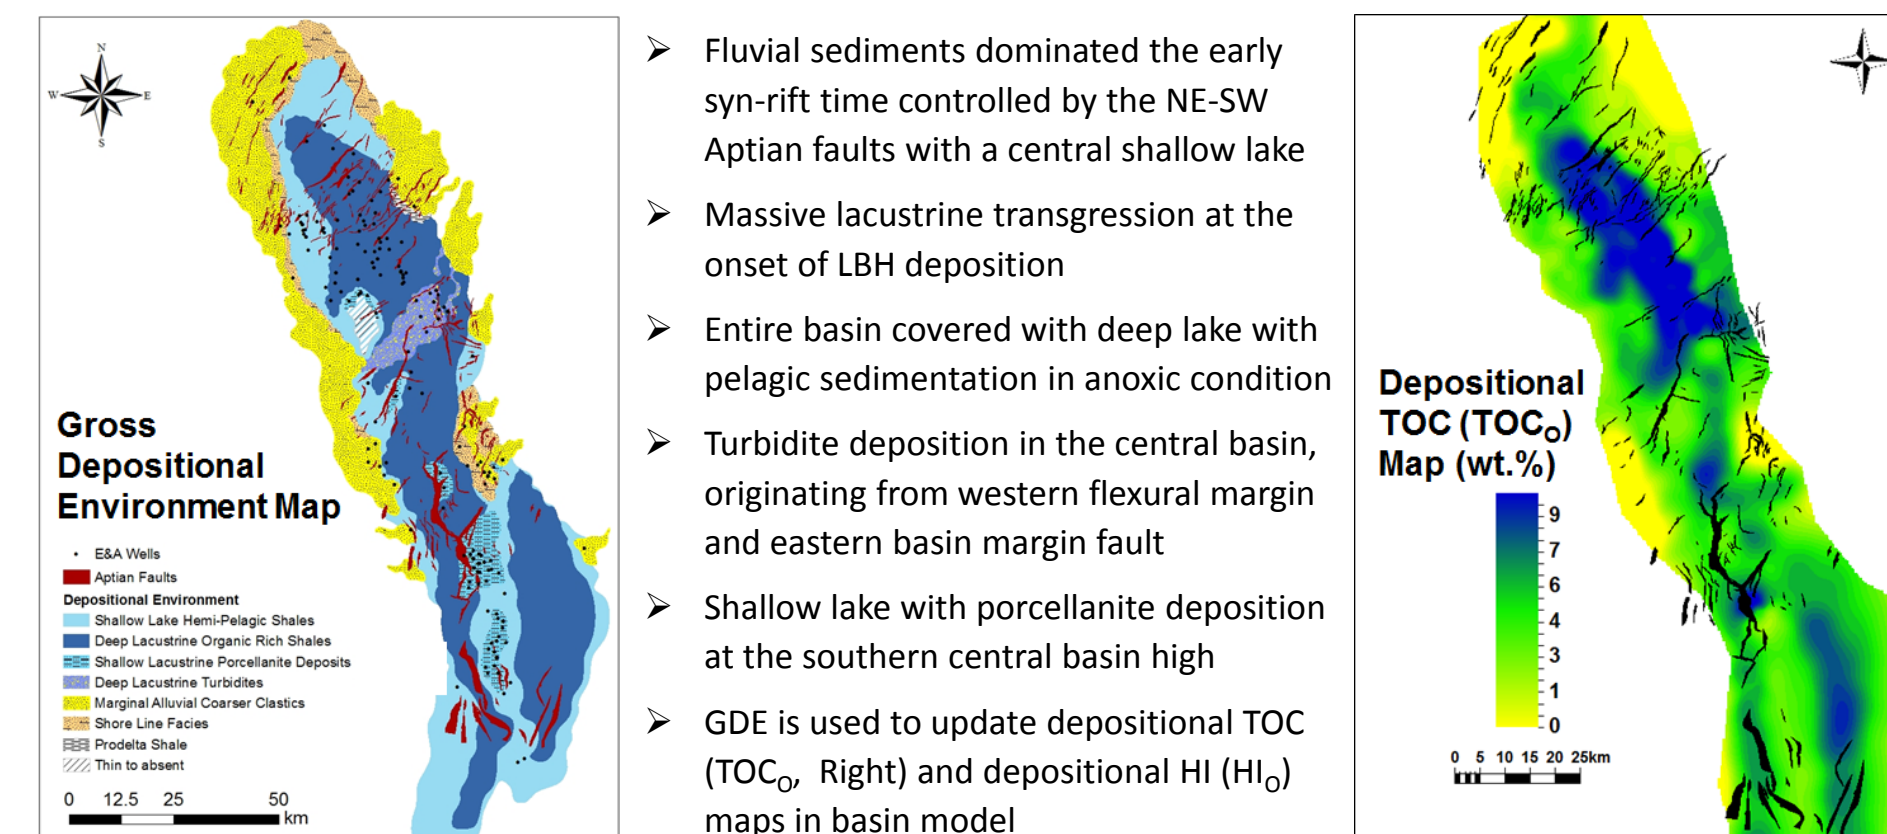 N
W
E
S
Gross
Depositional
Environment Map
E&A Wells
Aptian Faults
Depositional Environment
Shallow Lake Hemi-Pelagic Shales
Deep Lacustrine Organic Rich Shales
Shallow Lacustrine Porcellanite Deposits
Deep Lacustrine Turbidites
Marginal Alluvial Coarser Clastics
Shore Line Facies
Prodelta Shale
Thin to absent
0 12.5 25 50
km
➢ Fluvial sediments dominated the early
syn-rift time controlled by the NE-SW
Aptian faults with a central shallow lake
➢ Massive lacustrine transgression at the
onset of LBH deposition
➢ Entire basin covered with deep lake with
pelagic sedimentation in anoxic condition
➢ Turbidite deposition in the central basin,
originating from western flexural margin
and eastern basin margin fault
➢ Shallow lake with porcellanite deposition
at the southern central basin high
➢ GDE is used to update depositional TOC
(TOCO, Right) and depositional HI (HIO)
maps in basin model
Depositional
TOC (TOCO)
Map (wt.%)
9
7
6
4
3
1
0
0 5 10 15 20 25km